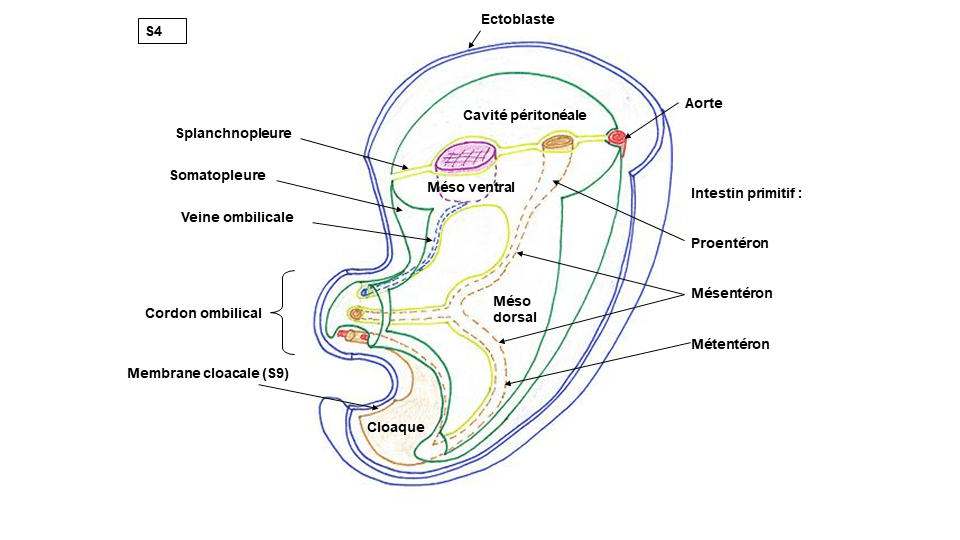 S4
Ectoblaste
Aorte
Cavité péritonéale
Splanchnopleure
Somatopleure
Méso ventral
Intestin primitif :
Veine ombilicale
Proentéron
Mésentéron
Méso
dorsal
Cordon ombilical
Métentéron
Membrane cloacale (S9)
Cloaque